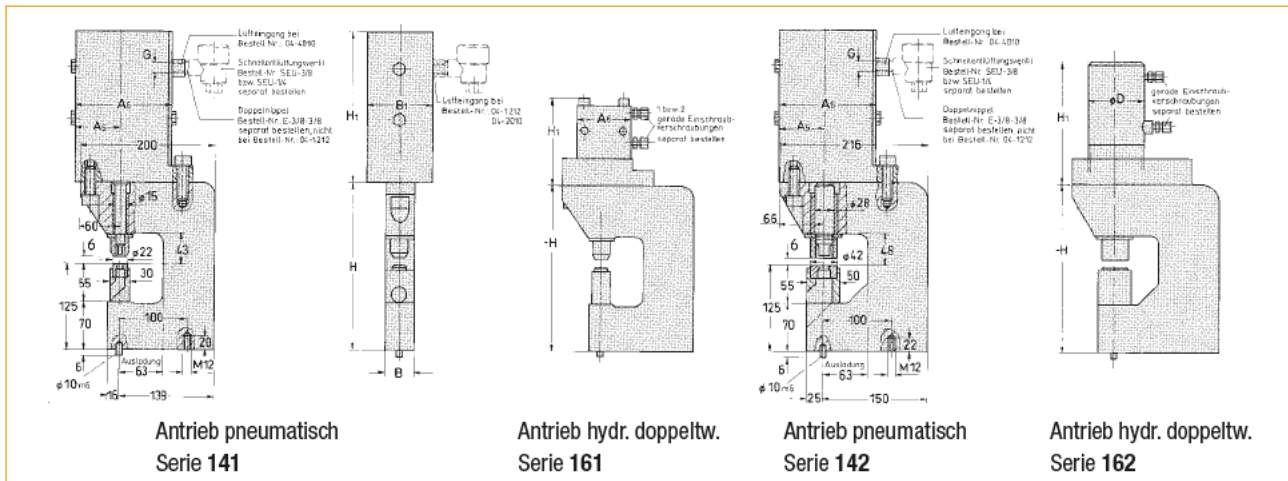 Lufteingang bei
Bestell Nr.: 04-4010
Schnellentlüftungsventil
Bestell-Nr. SEU-3/8
bzw. SEU-1/4
separat bestellen
Doppelnippel
Bestell-Nr. E-3/8-3/8
separat bestellen, nicht
bei Bestell-Nr. 04-1212
G
A₆
A₅
200
ø15
60
6
ø22
43
30
55
125
70
100
20
6
Ausladung
63
M12
ø10m6
16
139
H₁
B₁
Lufteingang bei
Bestell-Nr.: 04-1212
04-2010
H
B
H₁
A₆
1 bzw. 2
gerade Einschraub-
verschraubungen
separat bestellen
H
Lufteingang bei
Bestell Nr. 04-4010
Schnellentlüftungsventil
Bestell-Nr. SEU-3/8
bzw. SEU-1/4
separat bestellen
Doppelnippel
Bestell-Nr. E-3/8-3/8
separat bestellen, nicht
bei Bestell-Nr. 04-1212
G
A₆
A₅
216
ø28
66
6
ø42
48
50
55
125
70
100
22
6
Ausladung
63
M12
ø10m6
25
150
H₁
øD
gerade Einschraub-
verschraubungen
separat bestellen
H
Antrieb pneumatisch
Serie 141
Antrieb hydr. doppeltw.
Serie 161
Antrieb pneumatisch
Serie 142
Antrieb hydr. doppeltw.
Serie 162